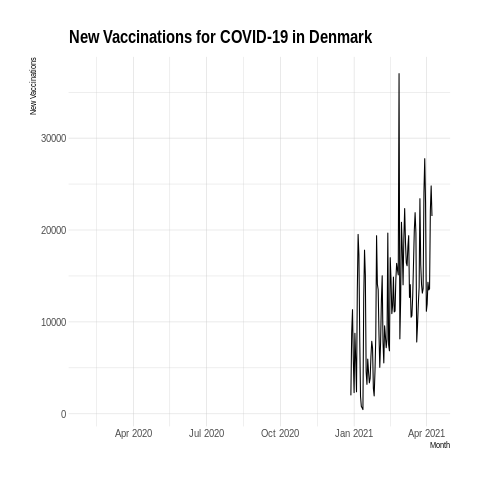 New Vaccinations for COVID-19 in Denmark
New Vaccinations
30000
20000
10000
0
Apr 2020 Jul 2020 Oct 2020 Jan 2021 Apr 2021
Month